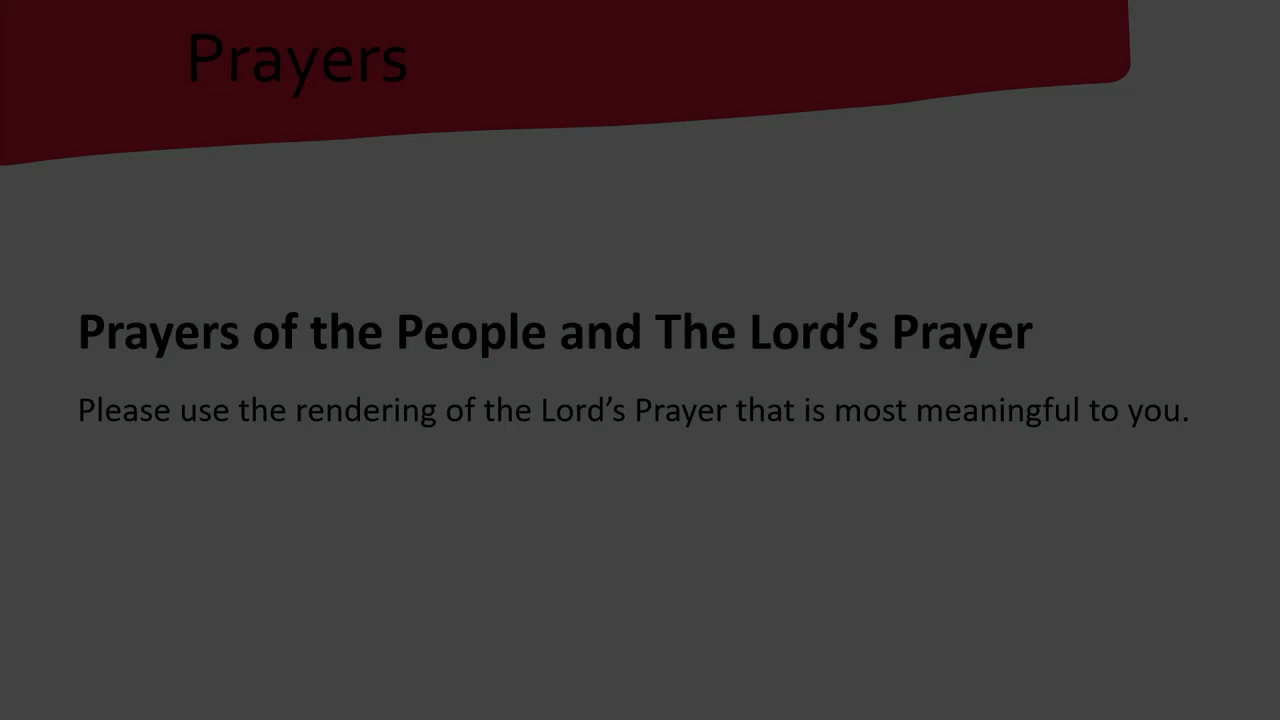 Prayers
Prayers of the People and The Lord’s Prayer
Please use the rendering of the Lord’s Prayer that is most meaningful to you.